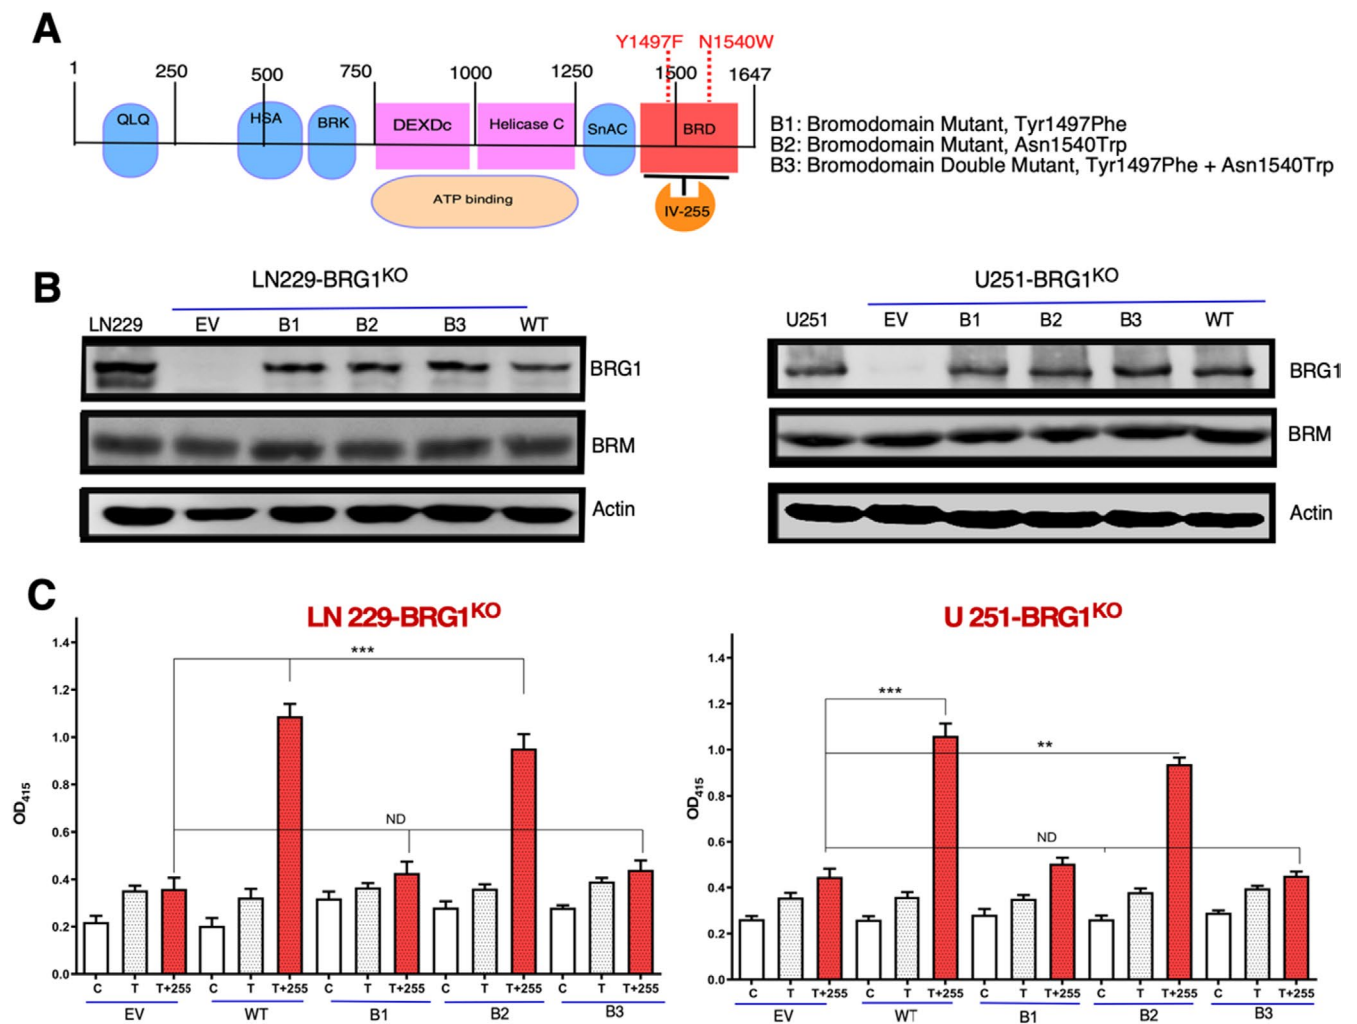 A
Y1497F N1540W
1 250 500 750 1000 1250 1500 1647
QLQ HSA BRK DEXDc Helicase C SnAC BRD
ATP binding
IV-255
B1: Bromodomain Mutant, Tyr1497Phe
B2: Bromodomain Mutant, Asn1540Trp
B3: Bromodomain Double Mutant, Tyr1497Phe + Asn1540Trp
B
LN229-BRG1KO
LN229 EV B1 B2 B3 WT
BRG1
BRM
Actin
U251-BRG1KO
U251 EV B1 B2 B3 WT
BRG1
BRM
Actin
C
LN 229-BRG1KO
OD415
1.4
1.2
1.0
0.8
0.6
0.4
0.2
0.0
***
ND
C T T+255 C T T+255 C T T+255 C T T+255 C T T+255
EV WT B1 B2 B3
U 251-BRG1KO
OD415
1.4
1.2
1.0
0.8
0.6
0.4
0.2
0.0
***
**
ND
C T T+255 C T T+255 C T T+255 C T T+255 C T T+255
EV WT B1 B2 B3